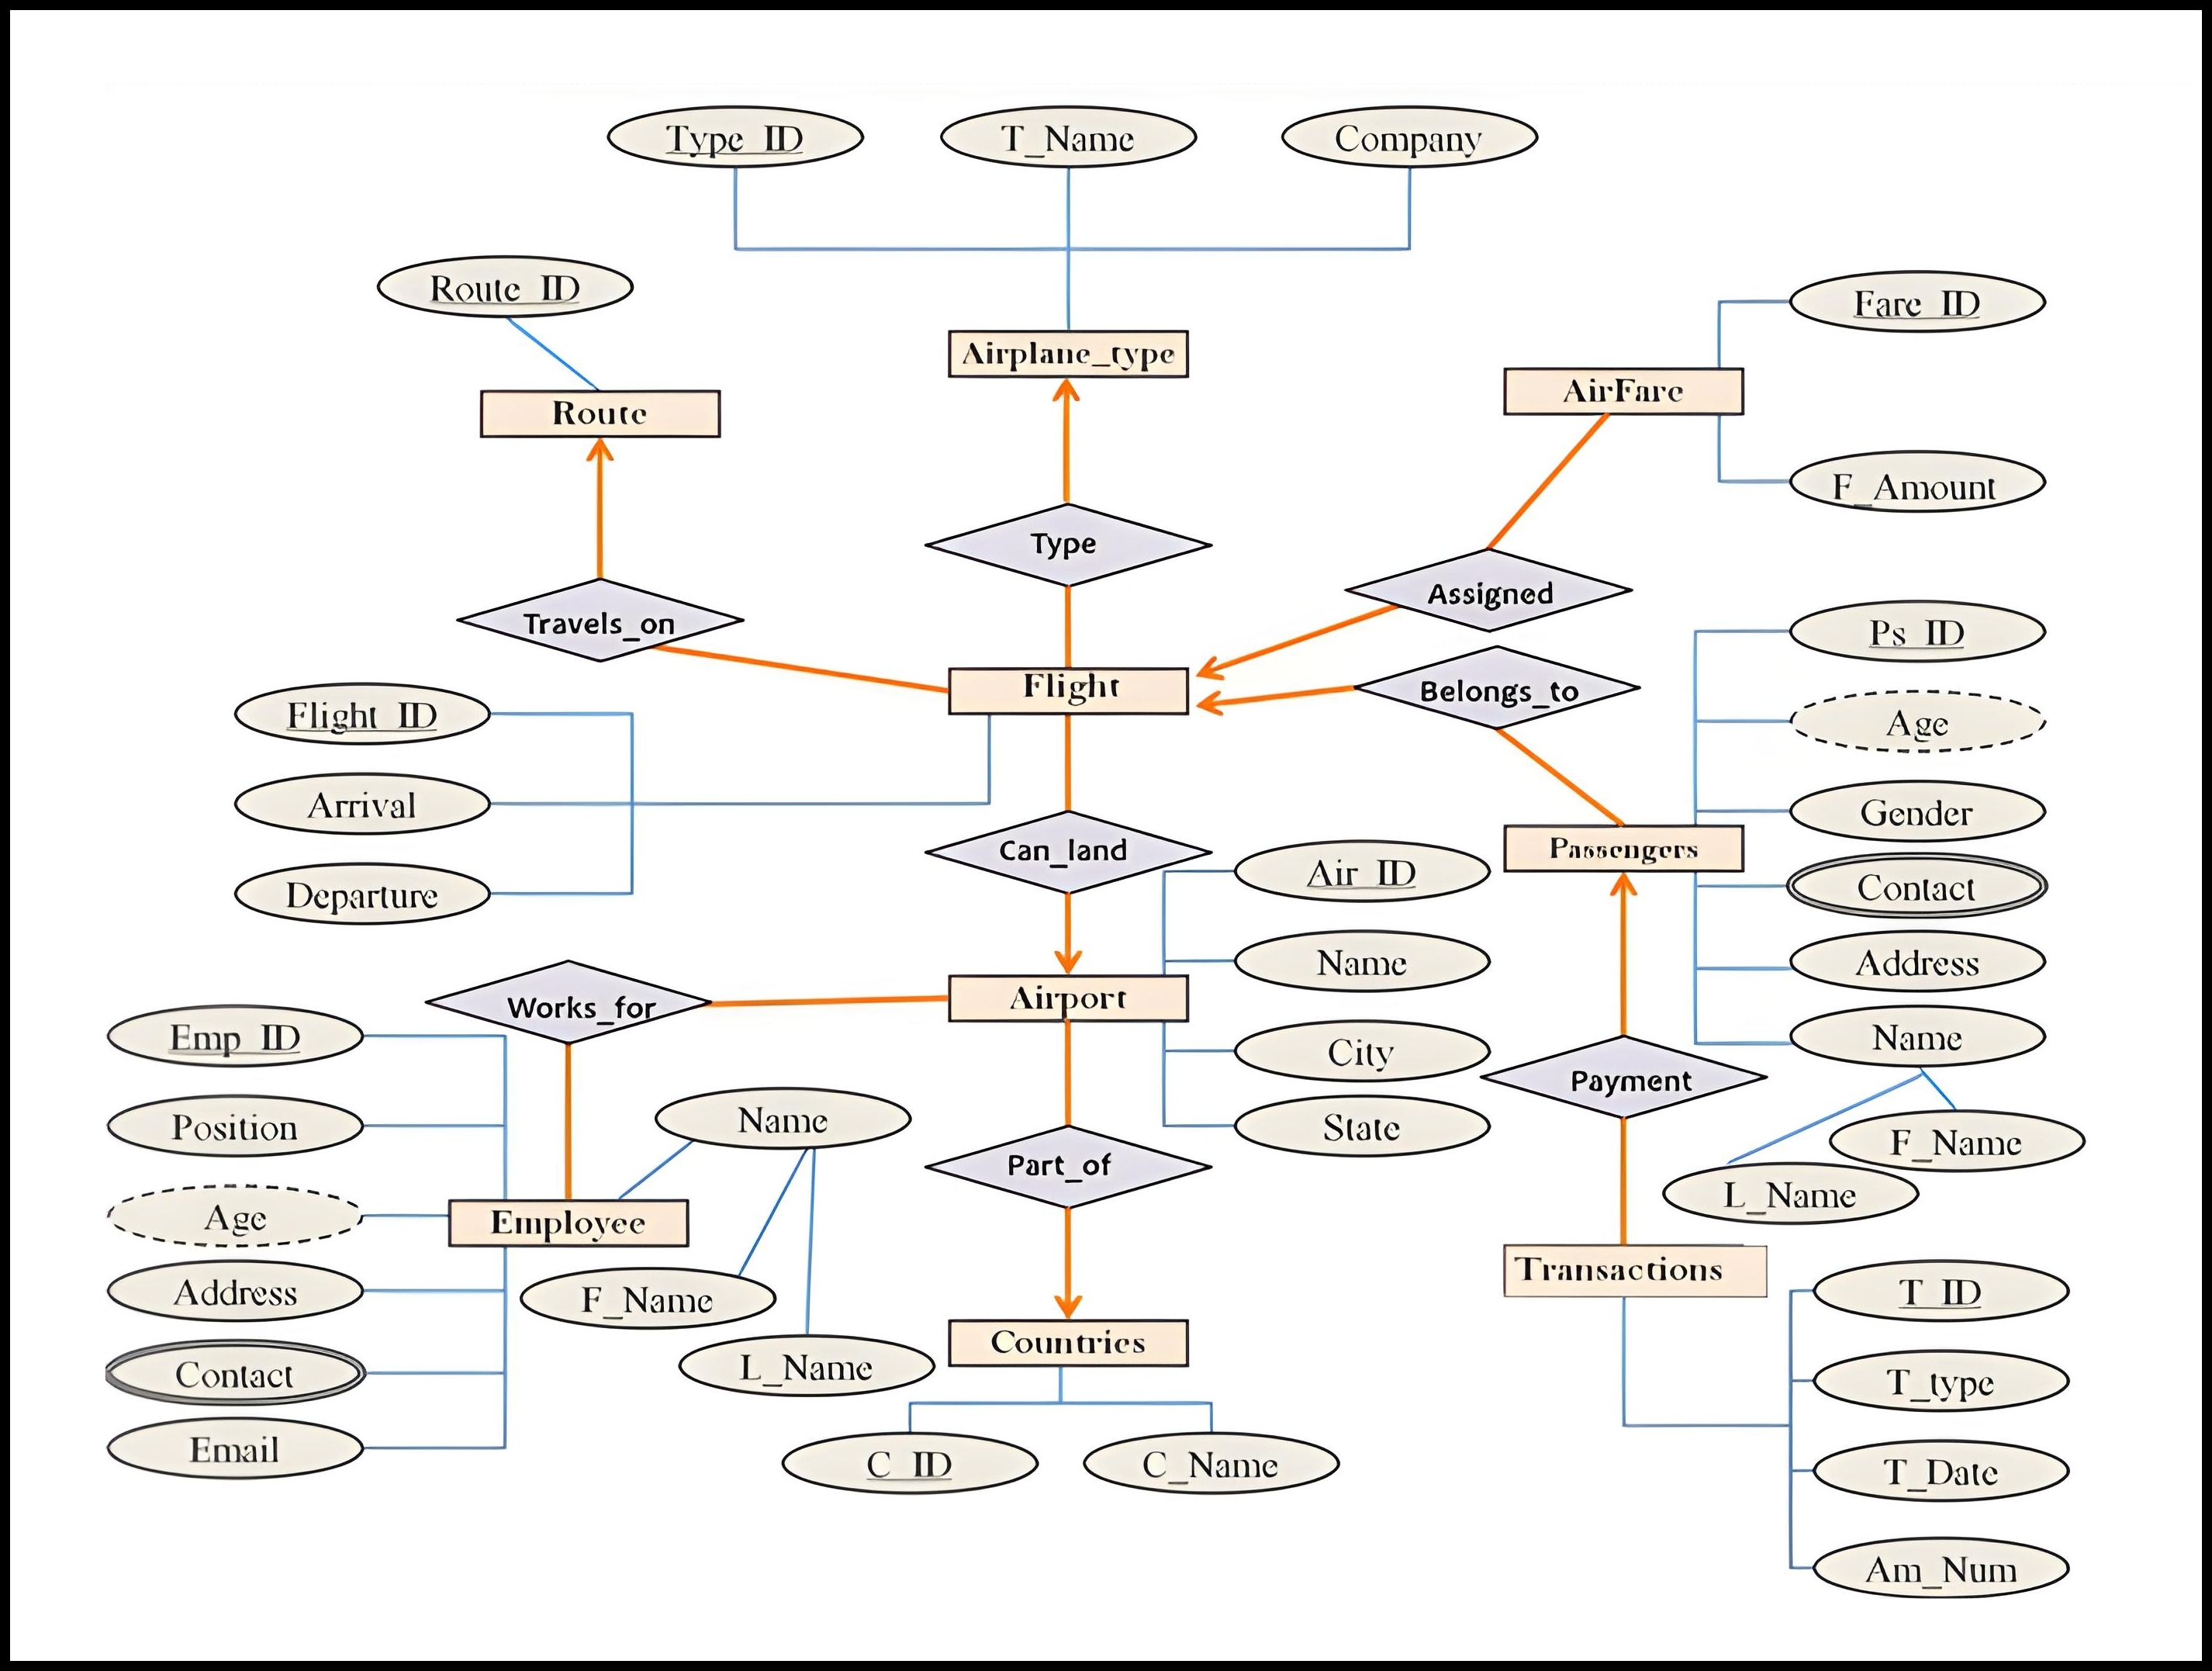 Type_ID
T_Name
Company
Route_ID
Fare_ID
Airplane_type
AirFare
Route
F_Amount
Type
Assigned
Travels_on
Ps_ID
Flight
Belongs_to
Flight_ID
Age
Arrival
Gender
Can_land
Passengers
Air_ID
Contact
Departure
Name
Address
Works_for
Airport
Emp_ID
City
Name
Payment
Position
Name
State
F_Name
Part_of
L_Name
Age
Employee
Transactions
Address
F_Name
T_ID
Countries
Contact
L_Name
T_type
Email
C_ID
C_Name
T_Date
Am_Num